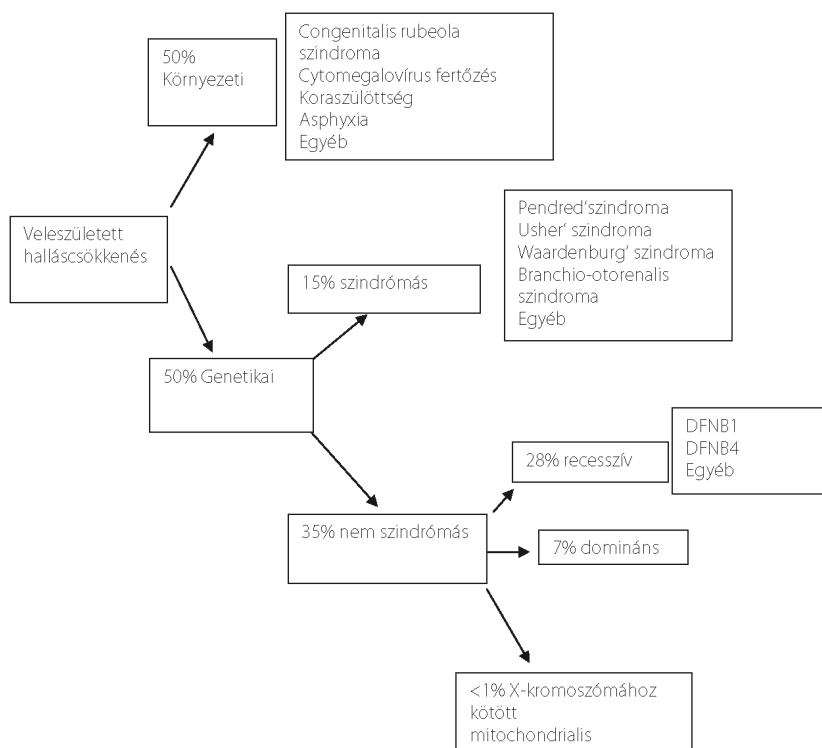 50%
Környezeti
Congenitalis rubeola
szindroma
Cytomegalovírus fertőzés
Koraszülöttség
Asphyxia
Egyéb
Veleszületett
halláscsökkenés
Pendred'szindroma
Usher' szindroma
Waardenburg' szindroma
Branchio-otorenalis
szindroma
Egyéb
15% szindrómás
50% Genetikai
DFNB1
DFNB4
Egyéb
28% recesszív
35% nem szindrómás
7% domináns
<1% X-kromoszómához
kötött
mitochondrialis